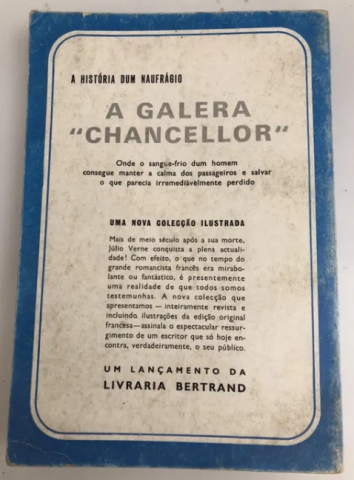 A HISTÓRIA DUM NAUFRÁGIO
A GALERA
"CHANCELLOR"
Onde o sangue-frio dum homem
consegue manter a calma dos passageiros e salvar
o que parecia irremediàvelmente perdido
UMA NOVA COLECÇÃO ILUSTRADA
Mais de meio século após a sua morte,
Júlio Verne conquista a plena actuali-
dade! Com efeito, o que no tempo do
grande romancista francês era mirabo-
lante ou fantástico, é presentemente
uma realidade de que todos somos
testemunhas. A nova colecção que
apresentamos — inteiramente revista e
incluindo ilustrações da edição original
francesa — assinala o espectacular ressur-
gimento de um escritor que só hoje en-
contra, verdadeiramente, o seu público.
UM LANÇAMENTO DA
LIVRARIA BERTRAND